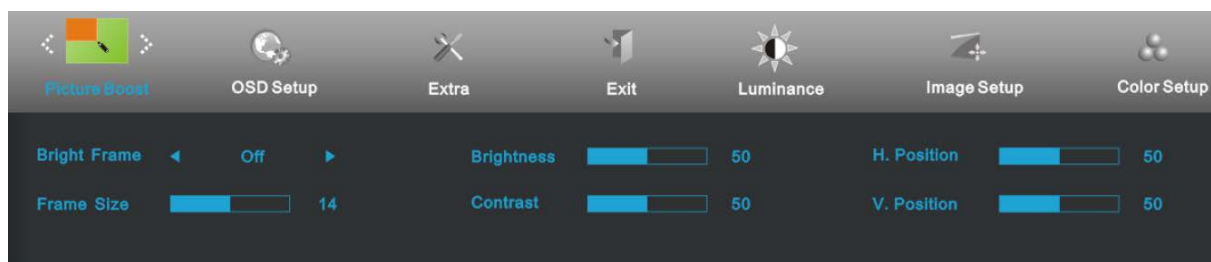 Picture Boost OSD Setup Extra Exit Luminance Image Setup Color Setup
Bright Frame Off Brightness 50 H. Position 50
Frame Size 14 Contrast 50 V. Position 50